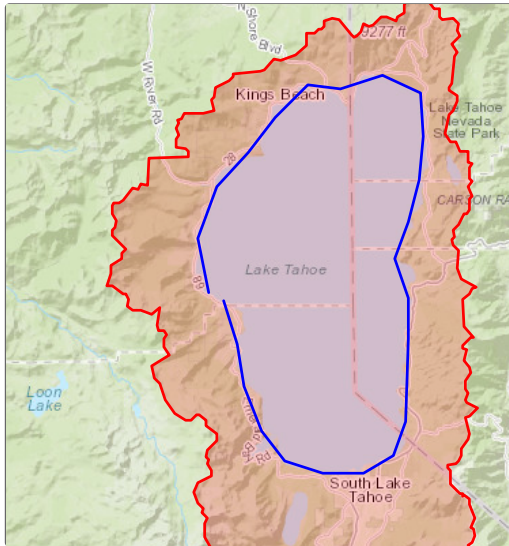 N Shore Blvd
9277 ft
W River Rd
Kings Beach
Lake Tahoe
Nevada
State Park
28
CARSON RA
Lake Tahoe
89
Loon
Lake
Rd
South Lake
Tahoe